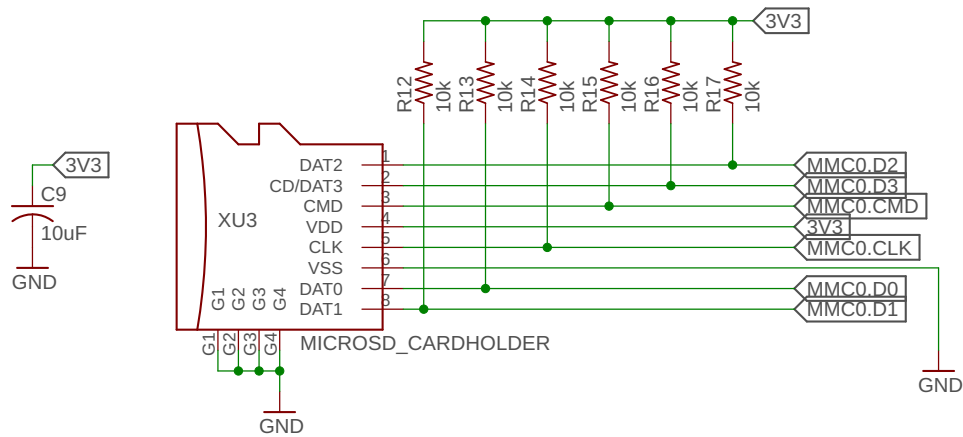 3V3
R12 10k
R13 10k
R14 10k
R15 10k
R16 10k
R17 10k
3V3
C9
10uF
GND
XU3
DAT2 1 MMC0.D2
CD/DAT3 2 MMC0.D3
CMD 3 MMC0.CMD
VDD 4 3V3
CLK 5 MMC0.CLK
VSS 6
DAT0 7 MMC0.D0
DAT1 8 MMC0.D1
G1 G2 G3 G4
G1 G2 G3 G4
MICROSD_CARDHOLDER
GND
GND